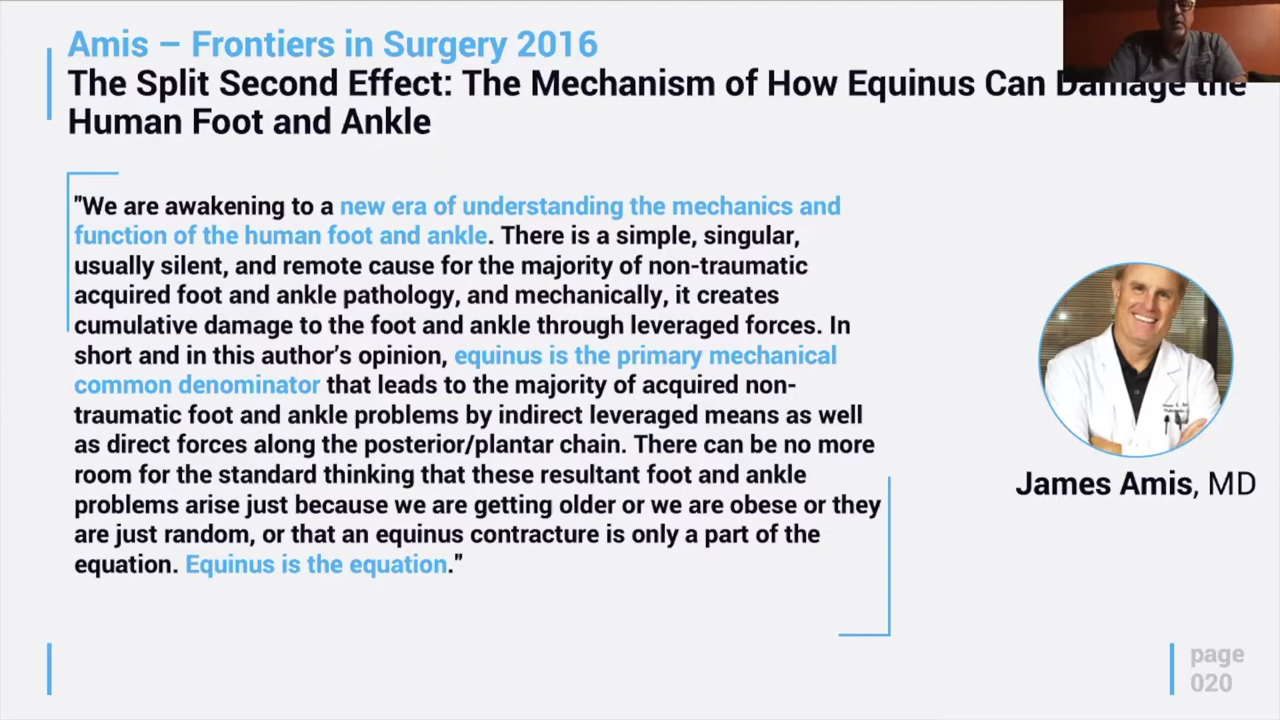 Amis – Frontiers in Surgery 2016
The Split Second Effect: The Mechanism of How Equinus Can Damage the
Human Foot and Ankle
"We are awakening to a new era of understanding the mechanics and
function of the human foot and ankle. There is a simple, singular,
usually silent, and remote cause for the majority of non-traumatic
acquired foot and ankle pathology, and mechanically, it creates
cumulative damage to the foot and ankle through leveraged forces. In
short and in this author's opinion, equinus is the primary mechanical
common denominator that leads to the majority of acquired non-
traumatic foot and ankle problems by indirect leveraged means as well
as direct forces along the posterior/plantar chain. There can be no more
room for the standard thinking that these resultant foot and ankle
problems arise just because we are getting older or we are obese or they
are just random, or that an equinus contracture is only a part of the
equation. Equinus is the equation."
James Amis, MD
page
020